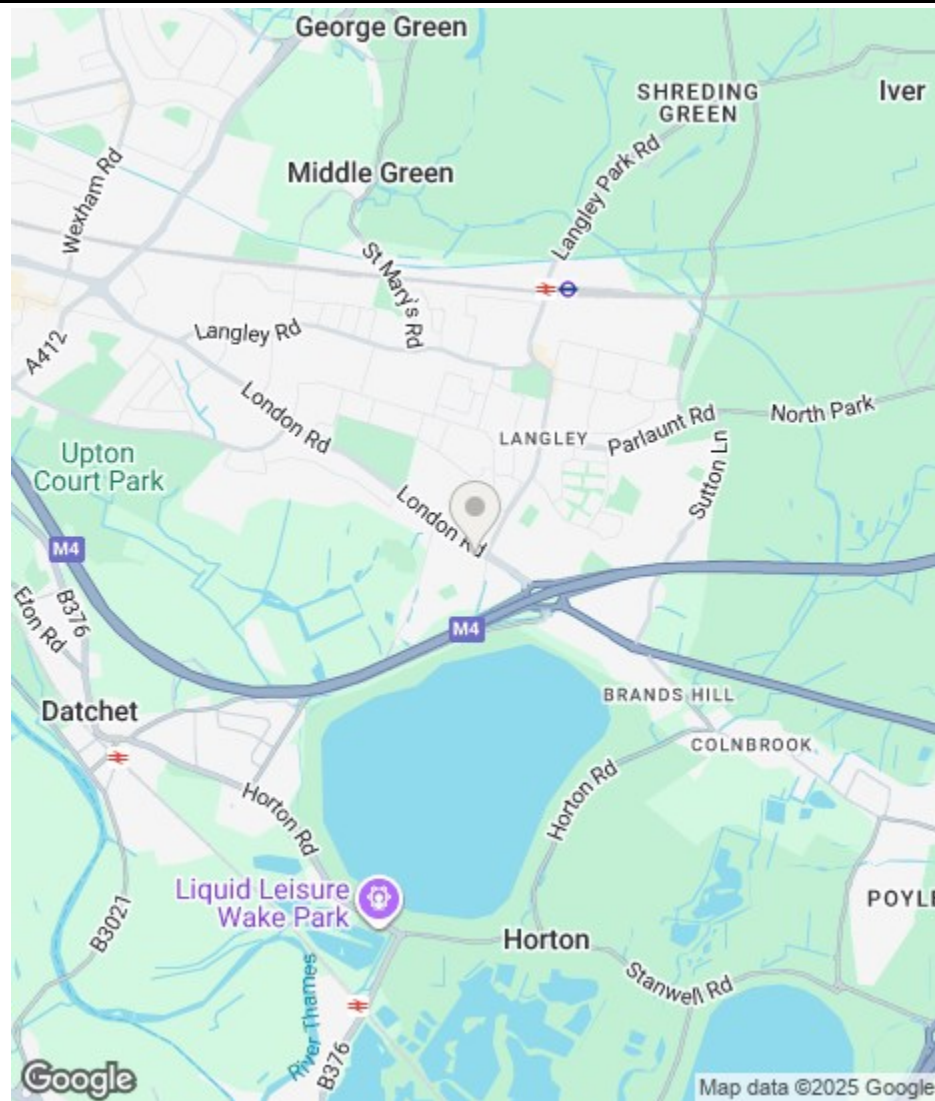 George Green
SHREDING
GREEN
Iver
Wexham Rd
Middle Green
Langley Park Rd
St Mary's Rd
Langley Rd
A412
London Rd
North Park
Parlaunt Rd
LANGLEY
Upton
Court Park
Sutton Ln
London Rd
M4
B376
Eton Rd
M4
BRANDS HILL
Datchet
COLNBROOK
Horton Rd
Horton Rd
Liquid Leisure
Wake Park
POYLE
B3021
Horton
Stanwell Rd
River Thames
B376
Google
Map data ©2025 Google